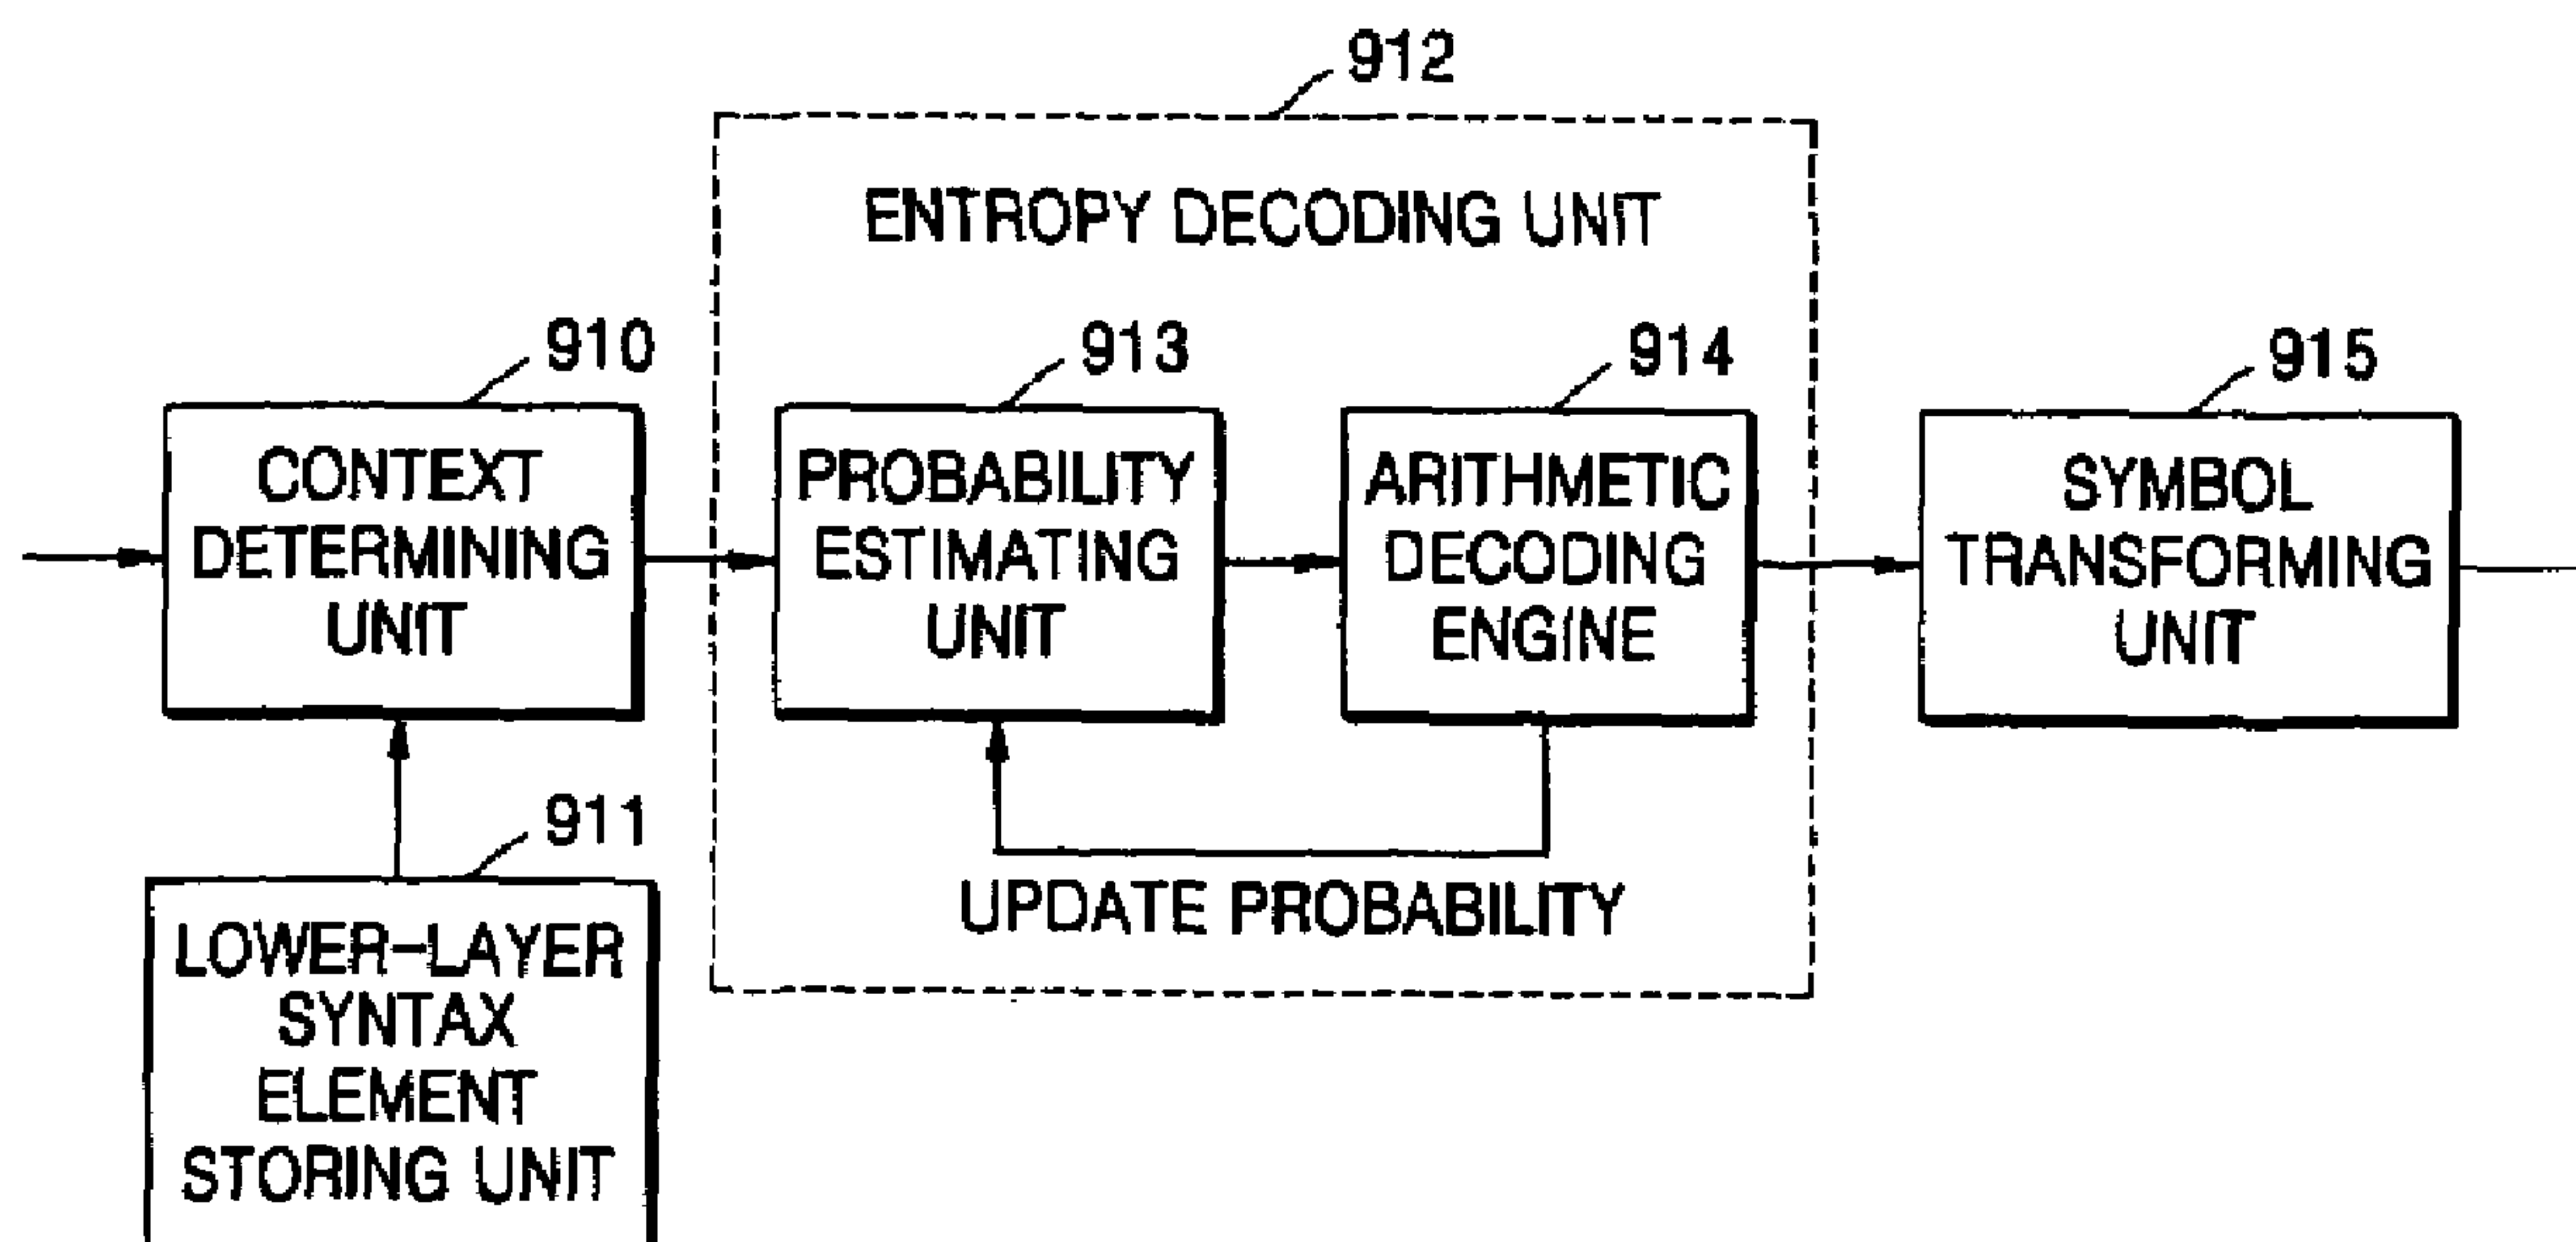 912
ENTROPY DECODING UNIT
910
CONTEXT
DETERMINING
UNIT
913
PROBABILITY
ESTIMATING
UNIT
914
ARITHMETIC
DECODING
ENGINE
915
SYMBOL
TRANSFORMING
UNIT
UPDATE PROBABILITY
911
LOWER-LAYER
SYNTAX
ELEMENT
STORING UNIT